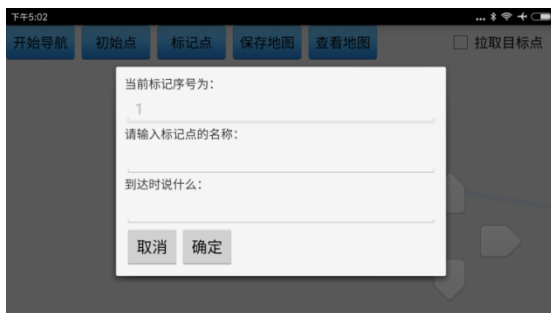 下午5:02
...
开始导航 初始点 标记点 保存地图 查看地图 拉取目标点
当前标记序号为：
1
请输入标记点的名称：
到达时说什么：
取消 确定